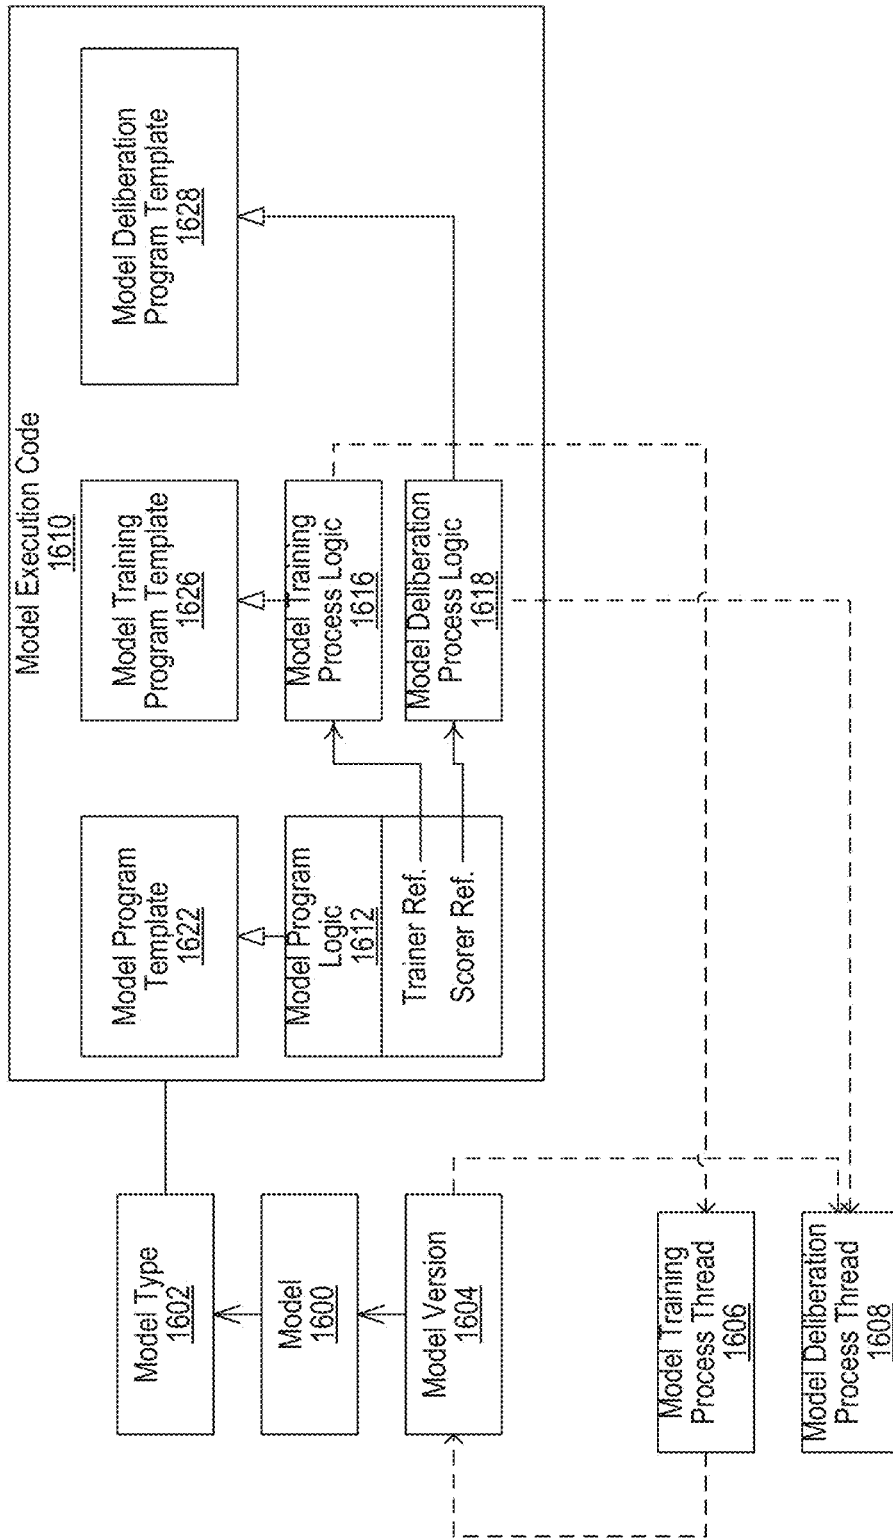 Model Execution Code
1610
Model Type
1602
Model
1600
Model Version
1604
Model Program
Template
1622
Model Program
Logic
1612
Trainer Ref.
Scorer Ref.
Model Training
Program Template
1626
Model Training
Process Logic
1616
Model Deliberation
Process Logic
1618
Model Deliberation
Program Template
1628
Model Training
Process Thread
1606
Model Deliberation
Process Thread
1608